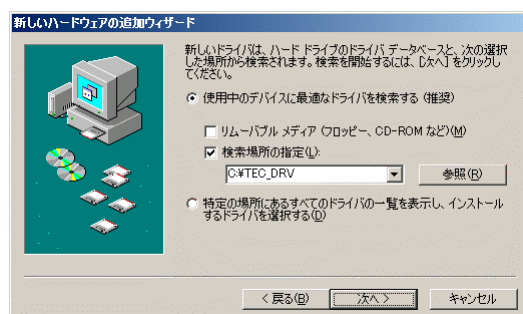 新しいハードウェアの追加ウィザード
新しいドライバは、ハード ドライブのドライバ データベースと、次の選択
した場所から検索されます。検索を開始するには、[次へ] をクリックし
てください。
使用中のデバイスに最適なドライバを検索する (推奨)
リムーバブル メディア (フロッピー、CD-ROM など)(M)
検索場所の指定(L):
C:¥TEC_DRV
参照(R)
特定の場所にあるすべてのドライバの一覧を表示し、インストール
するドライバを選択する(D)
< 戻る(B)
次へ >
キャンセル